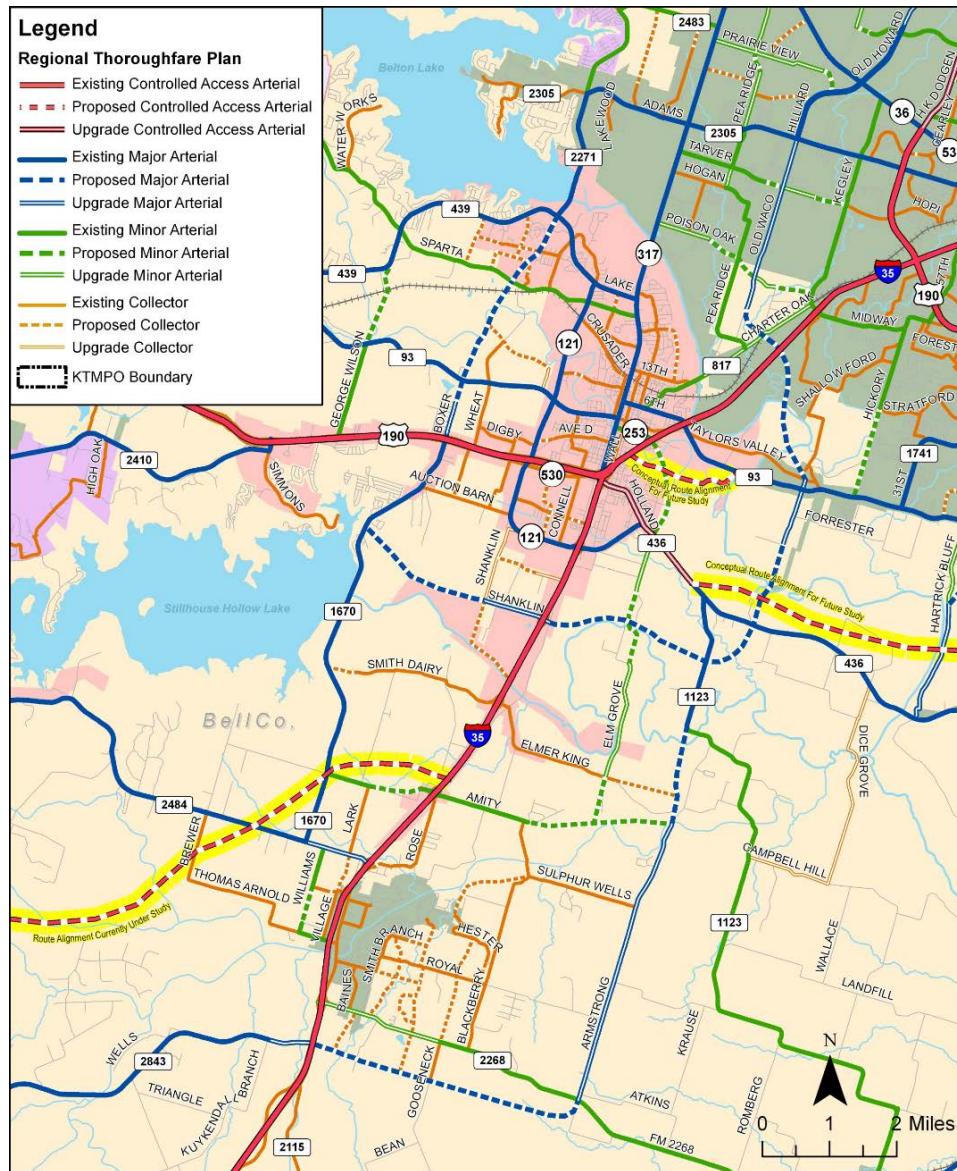 Legend
Regional Thoroughfare Plan
Existing Controlled Access Arterial
Proposed Controlled Access Arterial
Upgrade Controlled Access Arterial
Existing Major Arterial
Proposed Major Arterial
Upgrade Major Arterial
Existing Minor Arterial
Proposed Minor Arterial
Upgrade Minor Arterial
Existing Collector
Proposed Collector
Upgrade Collector
KTMPO Boundary
2483
PRAIRIE VIEW
OLD HOWARD
Belton Lake
2305
LAKEWOOD
ADAMS
PEA RIDGE
HILLIARD
36
H K DODGEN
GEARLEY
53
WATER WORKS
2271
2305
TARVER
HOGAN
KEGLEY
HOPI
439
SPARTA
POISON OAK
OLD WACO
317
35
439
LAKE
PEA RIDGE
CHARTER OAK
190
57TH
MIDWAY
GEORGE WILSON
121
CRUSADER
13TH
817
FOREST
93
BOXER
WHEAT
6TH
SHALLOW FORD
HICKORY
STRATFORD
190
DIGBY
AVE D
WALL
253
TAYLORS VALLEY
1741
2410
HIGH OAK
SIMMONS
530
Conceptual Route Alignment
For Future Study
93
31ST
AUCTION BARN
CONNELL
HOLLAND
FORRESTER
121
436
SHANKLIN
HARTRICK BLUFF
Conceptual Route Alignment For Future Study
Stillhouse Hollow Lake
1670
SHANKLIN
436
SMITH DAIRY
1123
BellCo.
35
ELM GROVE
ELMER KING
DICE GROVE
2484
1670
LARK
AMITY
BREWER
ROSE
CAMPBELL HILL
THOMAS ARNOLD
WILLIAMS
SULPHUR WELLS
Route Alignment Currently Under Study
VILLAGE
SMITH BRANCH
HESTER
1123
WALLACE
ROYAL
LANDFILL
BAINES
BLACKBERRY
ARMSTRONG
KRAUSE
N
WELLS
2843
2268
TRIANGLE
KUYKENDALL BRANCH
GOOSENECK
ATKINS
ROMBERG
0 1 2 Miles
2115
BEAN
FM 2268